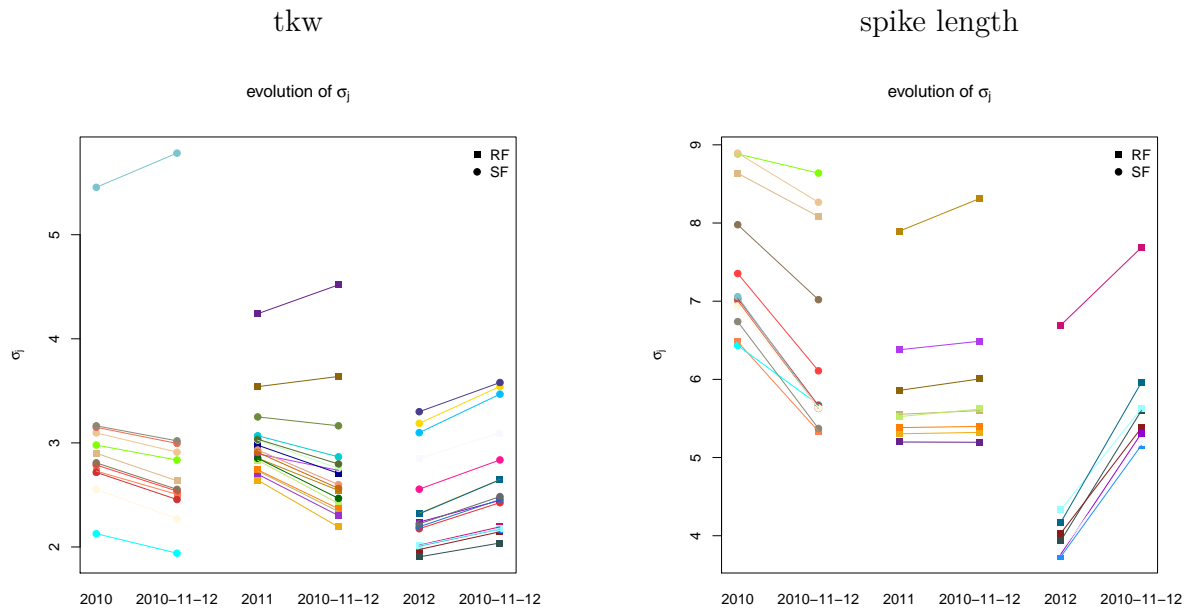 tkw
evolution of σj
RF
SF
σj
5
4
3
2
2010 2010–11–12 2011 2010–11–12 2012 2010–11–12
spike length
evolution of σj
RF
SF
σj
9
8
7
6
5
4
2010 2010–11–12 2011 2010–11–12 2012 2010–11–12